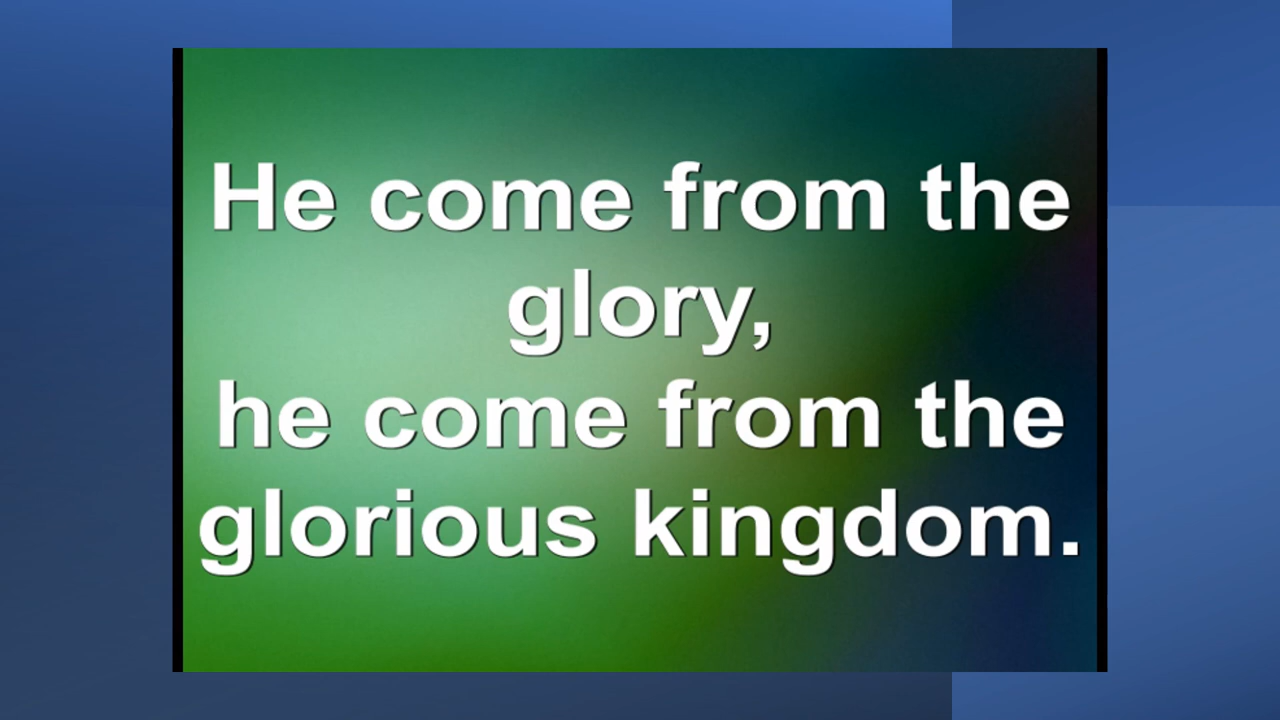 He come from the
glory,
he come from the
glorious kingdom.